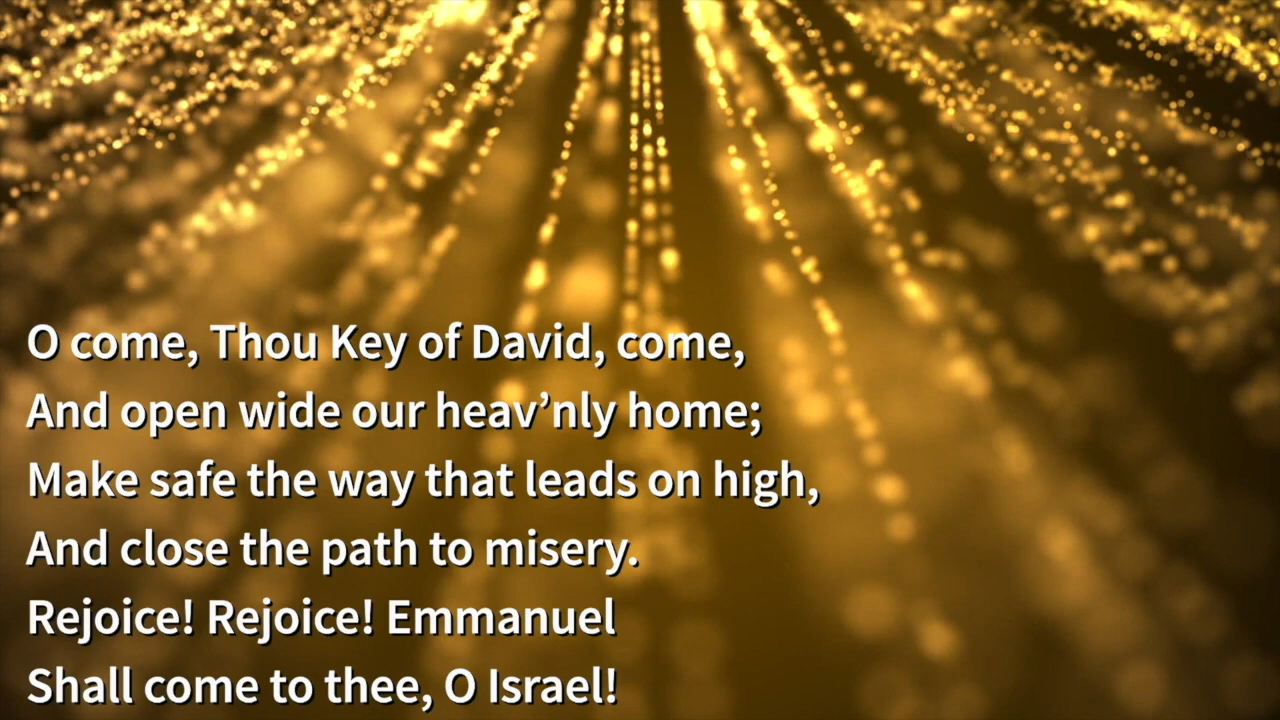 O come, Thou Key of David, come,
And open wide our heav’nly home;
Make safe the way that leads on high,
And close the path to misery.
Rejoice! Rejoice! Emmanuel
Shall come to thee, O Israel!